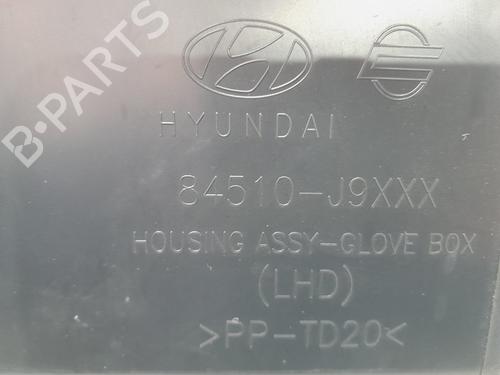 B-PARTS
HYUNDAI
84510-J9XXX
HOUSING ASSY-GLOVE BOX
(LHD)
>PP-TD20<